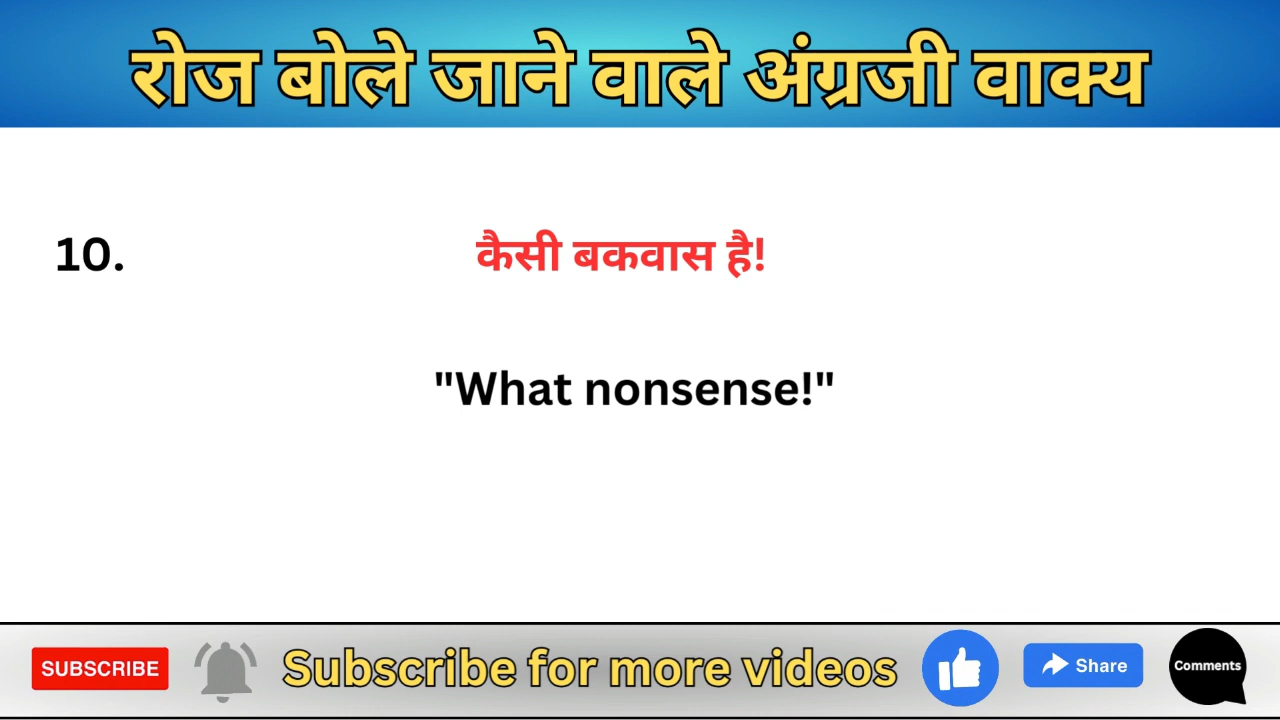 रोज बोले जाने वाले अंग्रजी वाक्य
10. कैसी बकवास है!
"What nonsense!"
SUBSCRIBE Subscribe for more videos Share Comments